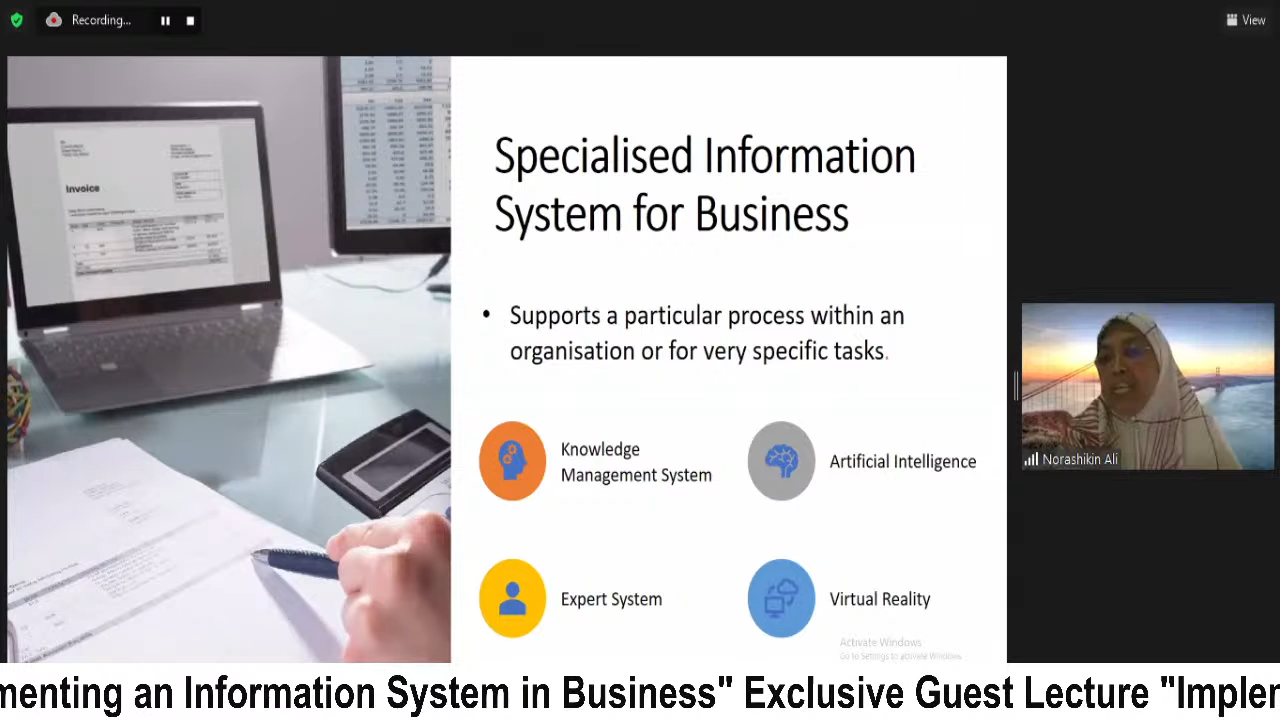 Recording...
View
Invoice
Specialised Information
System for Business
• Supports a particular process within an
organisation or for very specific tasks.
Knowledge
Management System
Artificial Intelligence
Expert System
Virtual Reality
Norashikin Ali
Activate Windows
Go to Settings to activate Windows.
menting an Information System in Business" Exclusive Guest Lecture "Imple